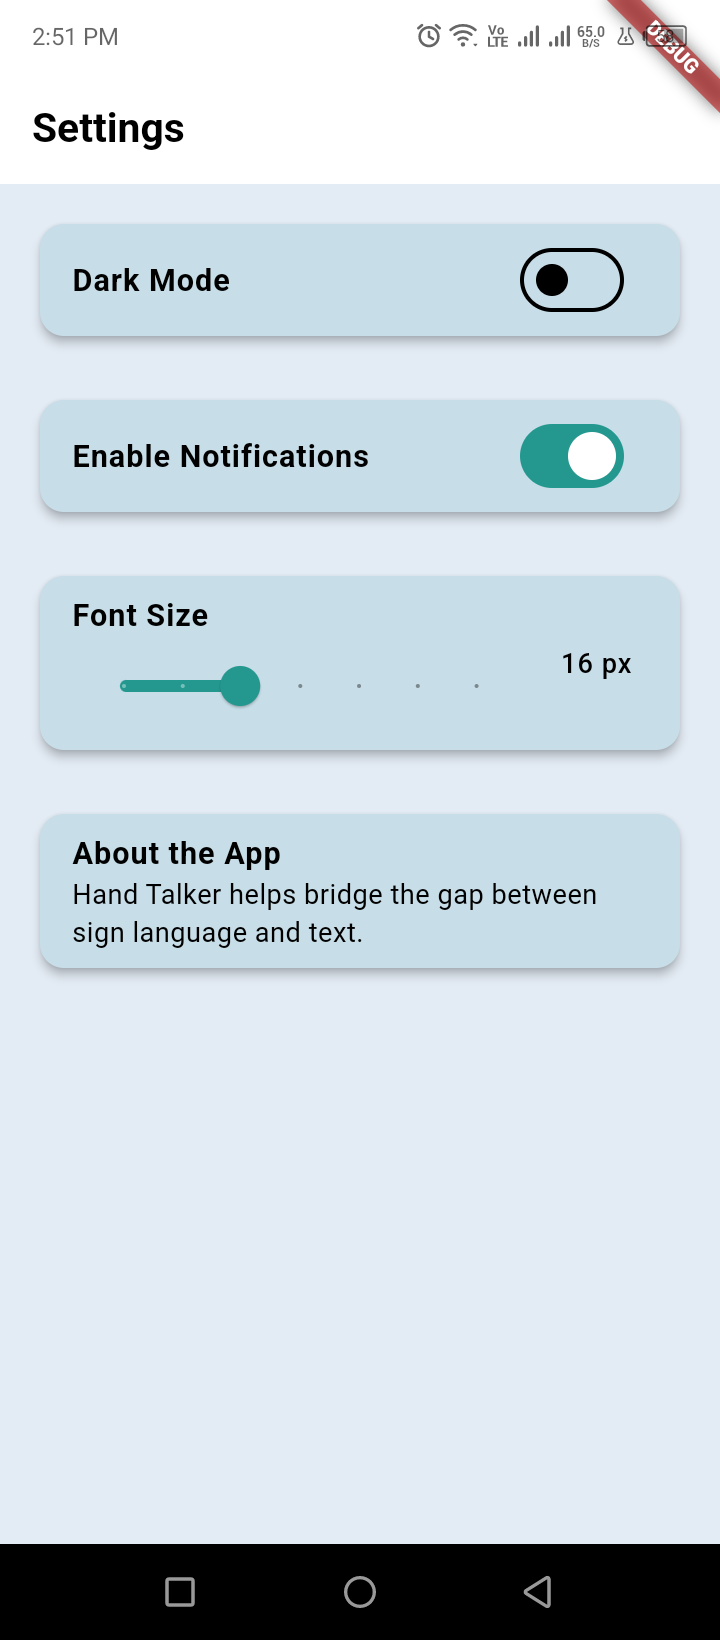 2:51 PM
Vo
LTE
65.0
B/S
DEBUG
Settings
Dark Mode
Enable Notifications
Font Size
16 px
About the App
Hand Talker helps bridge the gap between
sign language and text.